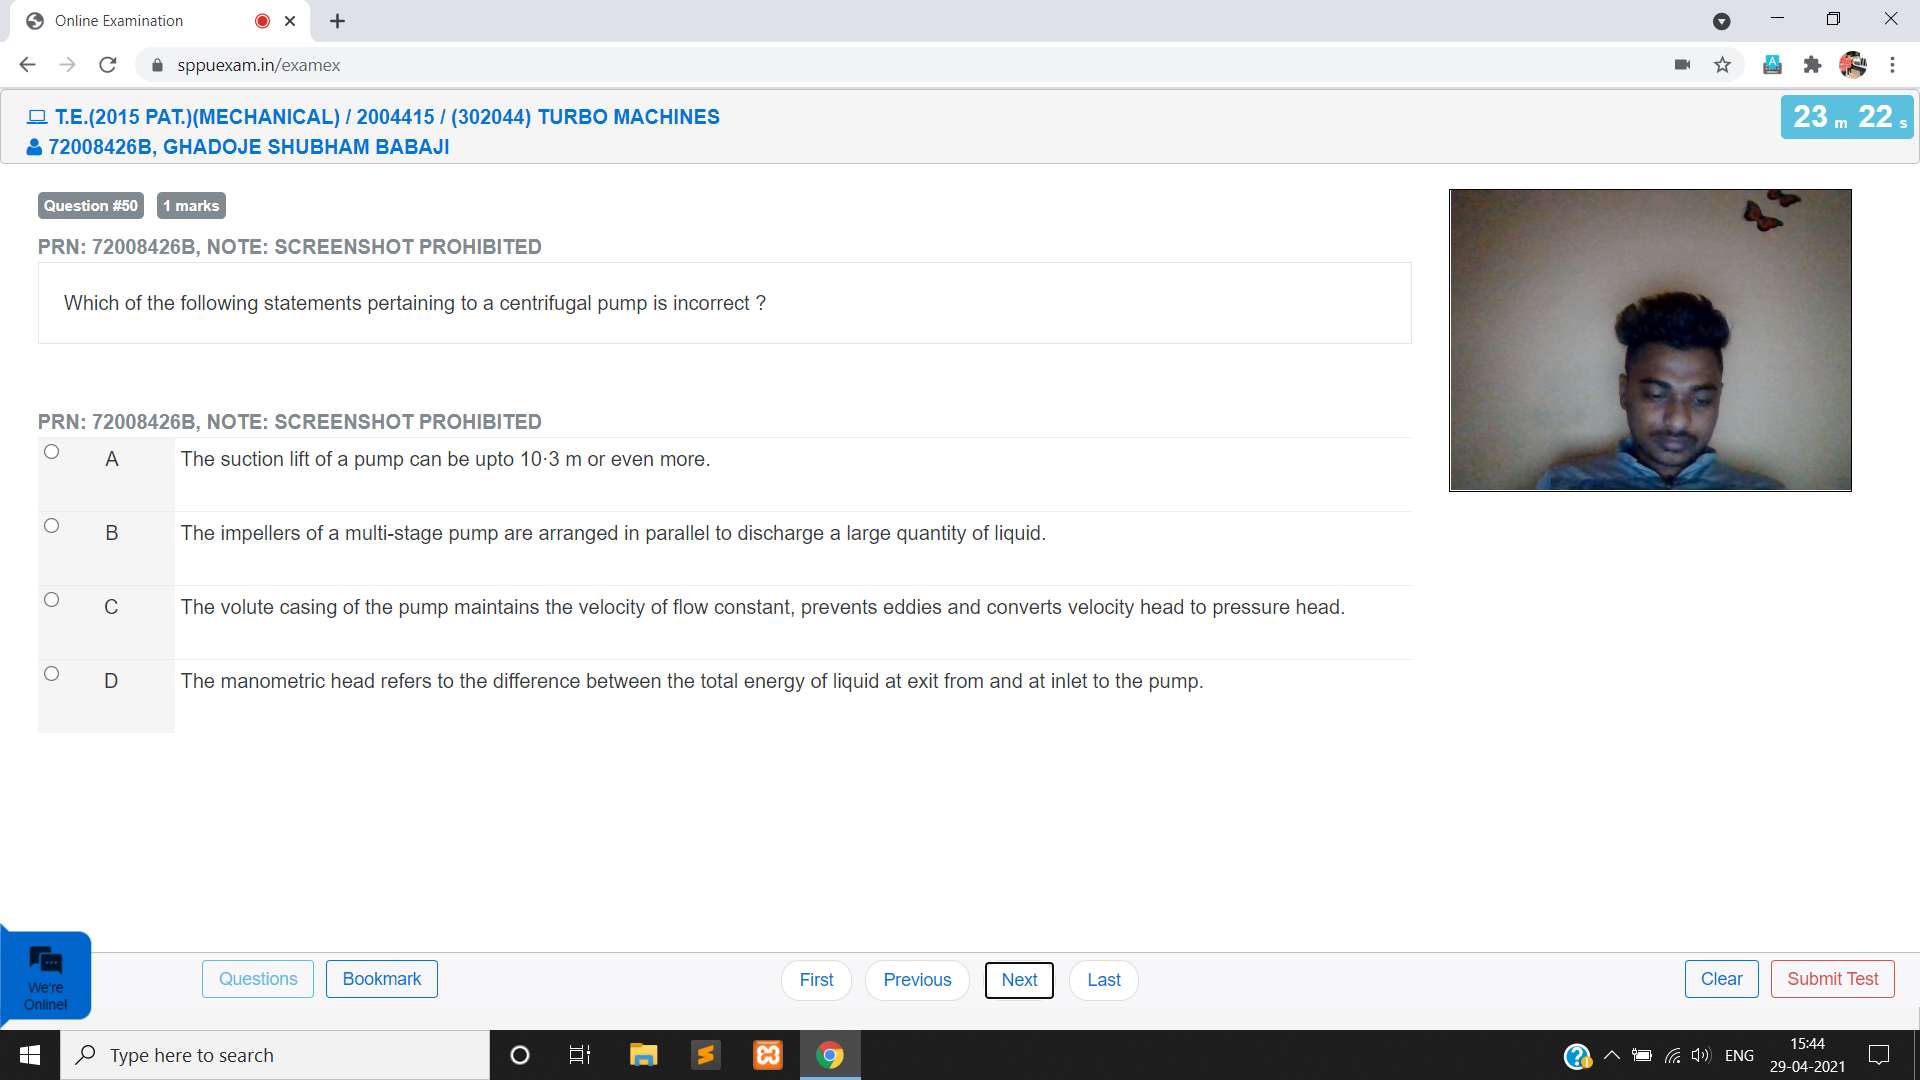 Online Examination
sppuexam.in/examex
T.E.(2015 PAT.)(MECHANICAL) / 2004415 / (302044) TURBO MACHINES
72008426B, GHADOJE SHUBHAM BABAJI
23 m 22 s
Question #50 1 marks
PRN: 72008426B, NOTE: SCREENSHOT PROHIBITED
Which of the following statements pertaining to a centrifugal pump is incorrect ?
PRN: 72008426B, NOTE: SCREENSHOT PROHIBITED
A The suction lift of a pump can be upto 10·3 m or even more.
B The impellers of a multi-stage pump are arranged in parallel to discharge a large quantity of liquid.
C The volute casing of the pump maintains the velocity of flow constant, prevents eddies and converts velocity head to pressure head.
D The manometric head refers to the difference between the total energy of liquid at exit from and at inlet to the pump.
We're
Online!
Questions Bookmark First Previous Next Last Clear Submit Test
Type here to search
ENG
15:44
29-04-2021